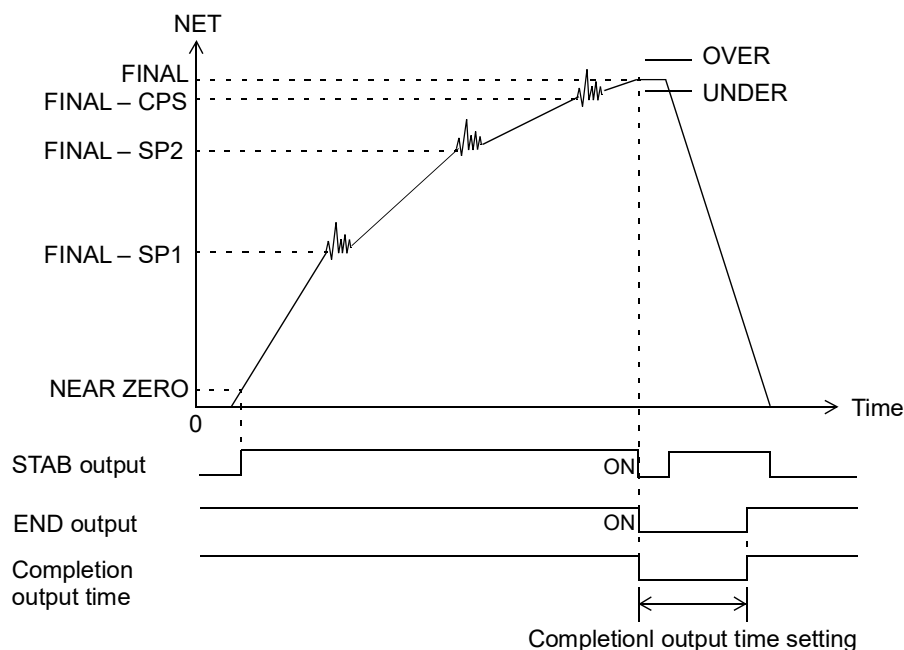 NET
OVER
FINAL
FINAL – CPS
UNDER
FINAL – SP2
FINAL – SP1
NEAR ZERO
0
Time
STAB output
ON
END output
ON
Completion
output time
Completionl output time setting